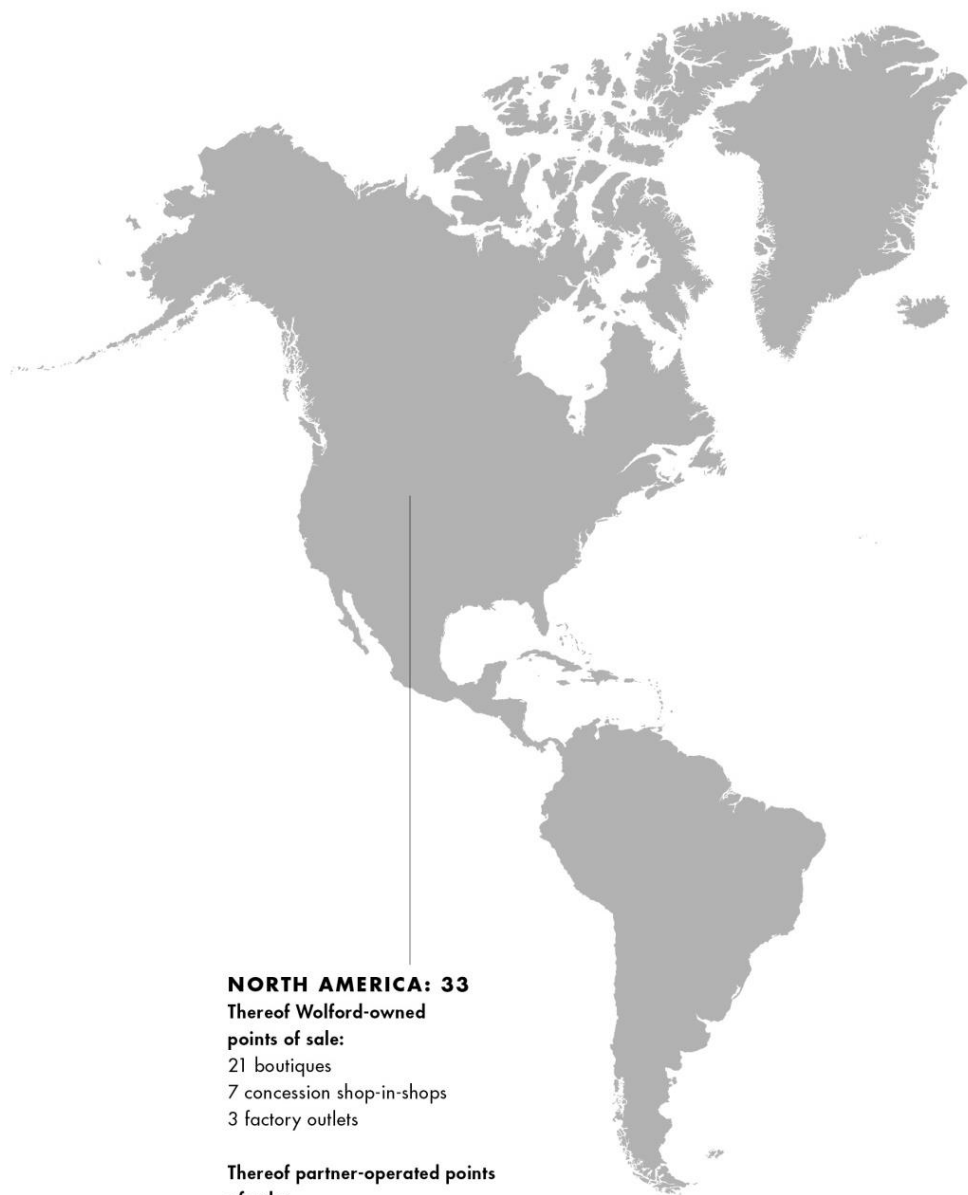 NORTH AMERICA: 33
Thereof Wolford-owned
points of sale:
21 boutiques
7 concession shop-in-shops
3 factory outlets
Thereof partner-operated points